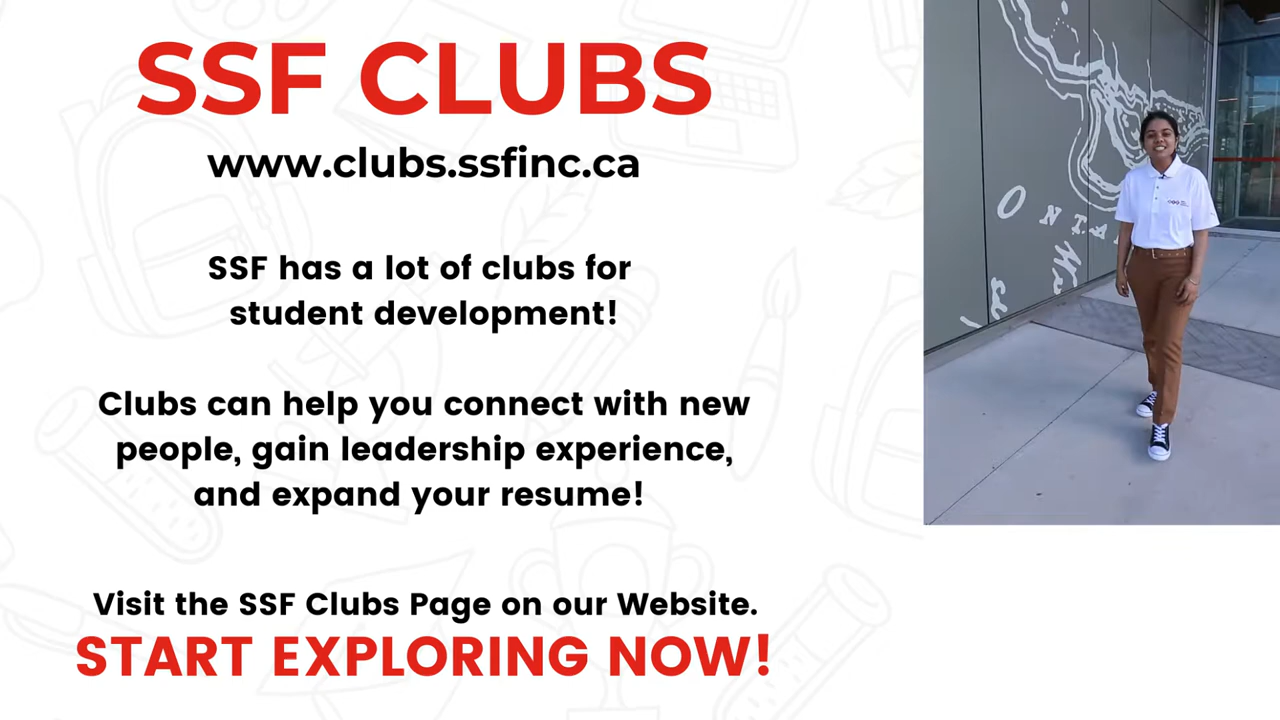 SSF CLUBS
www.clubs.ssfinc.ca
SSF has a lot of clubs for
student development!
Clubs can help you connect with new
people, gain leadership experience,
and expand your resume!
Visit the SSF Clubs Page on our Website.
START EXPLORING NOW!